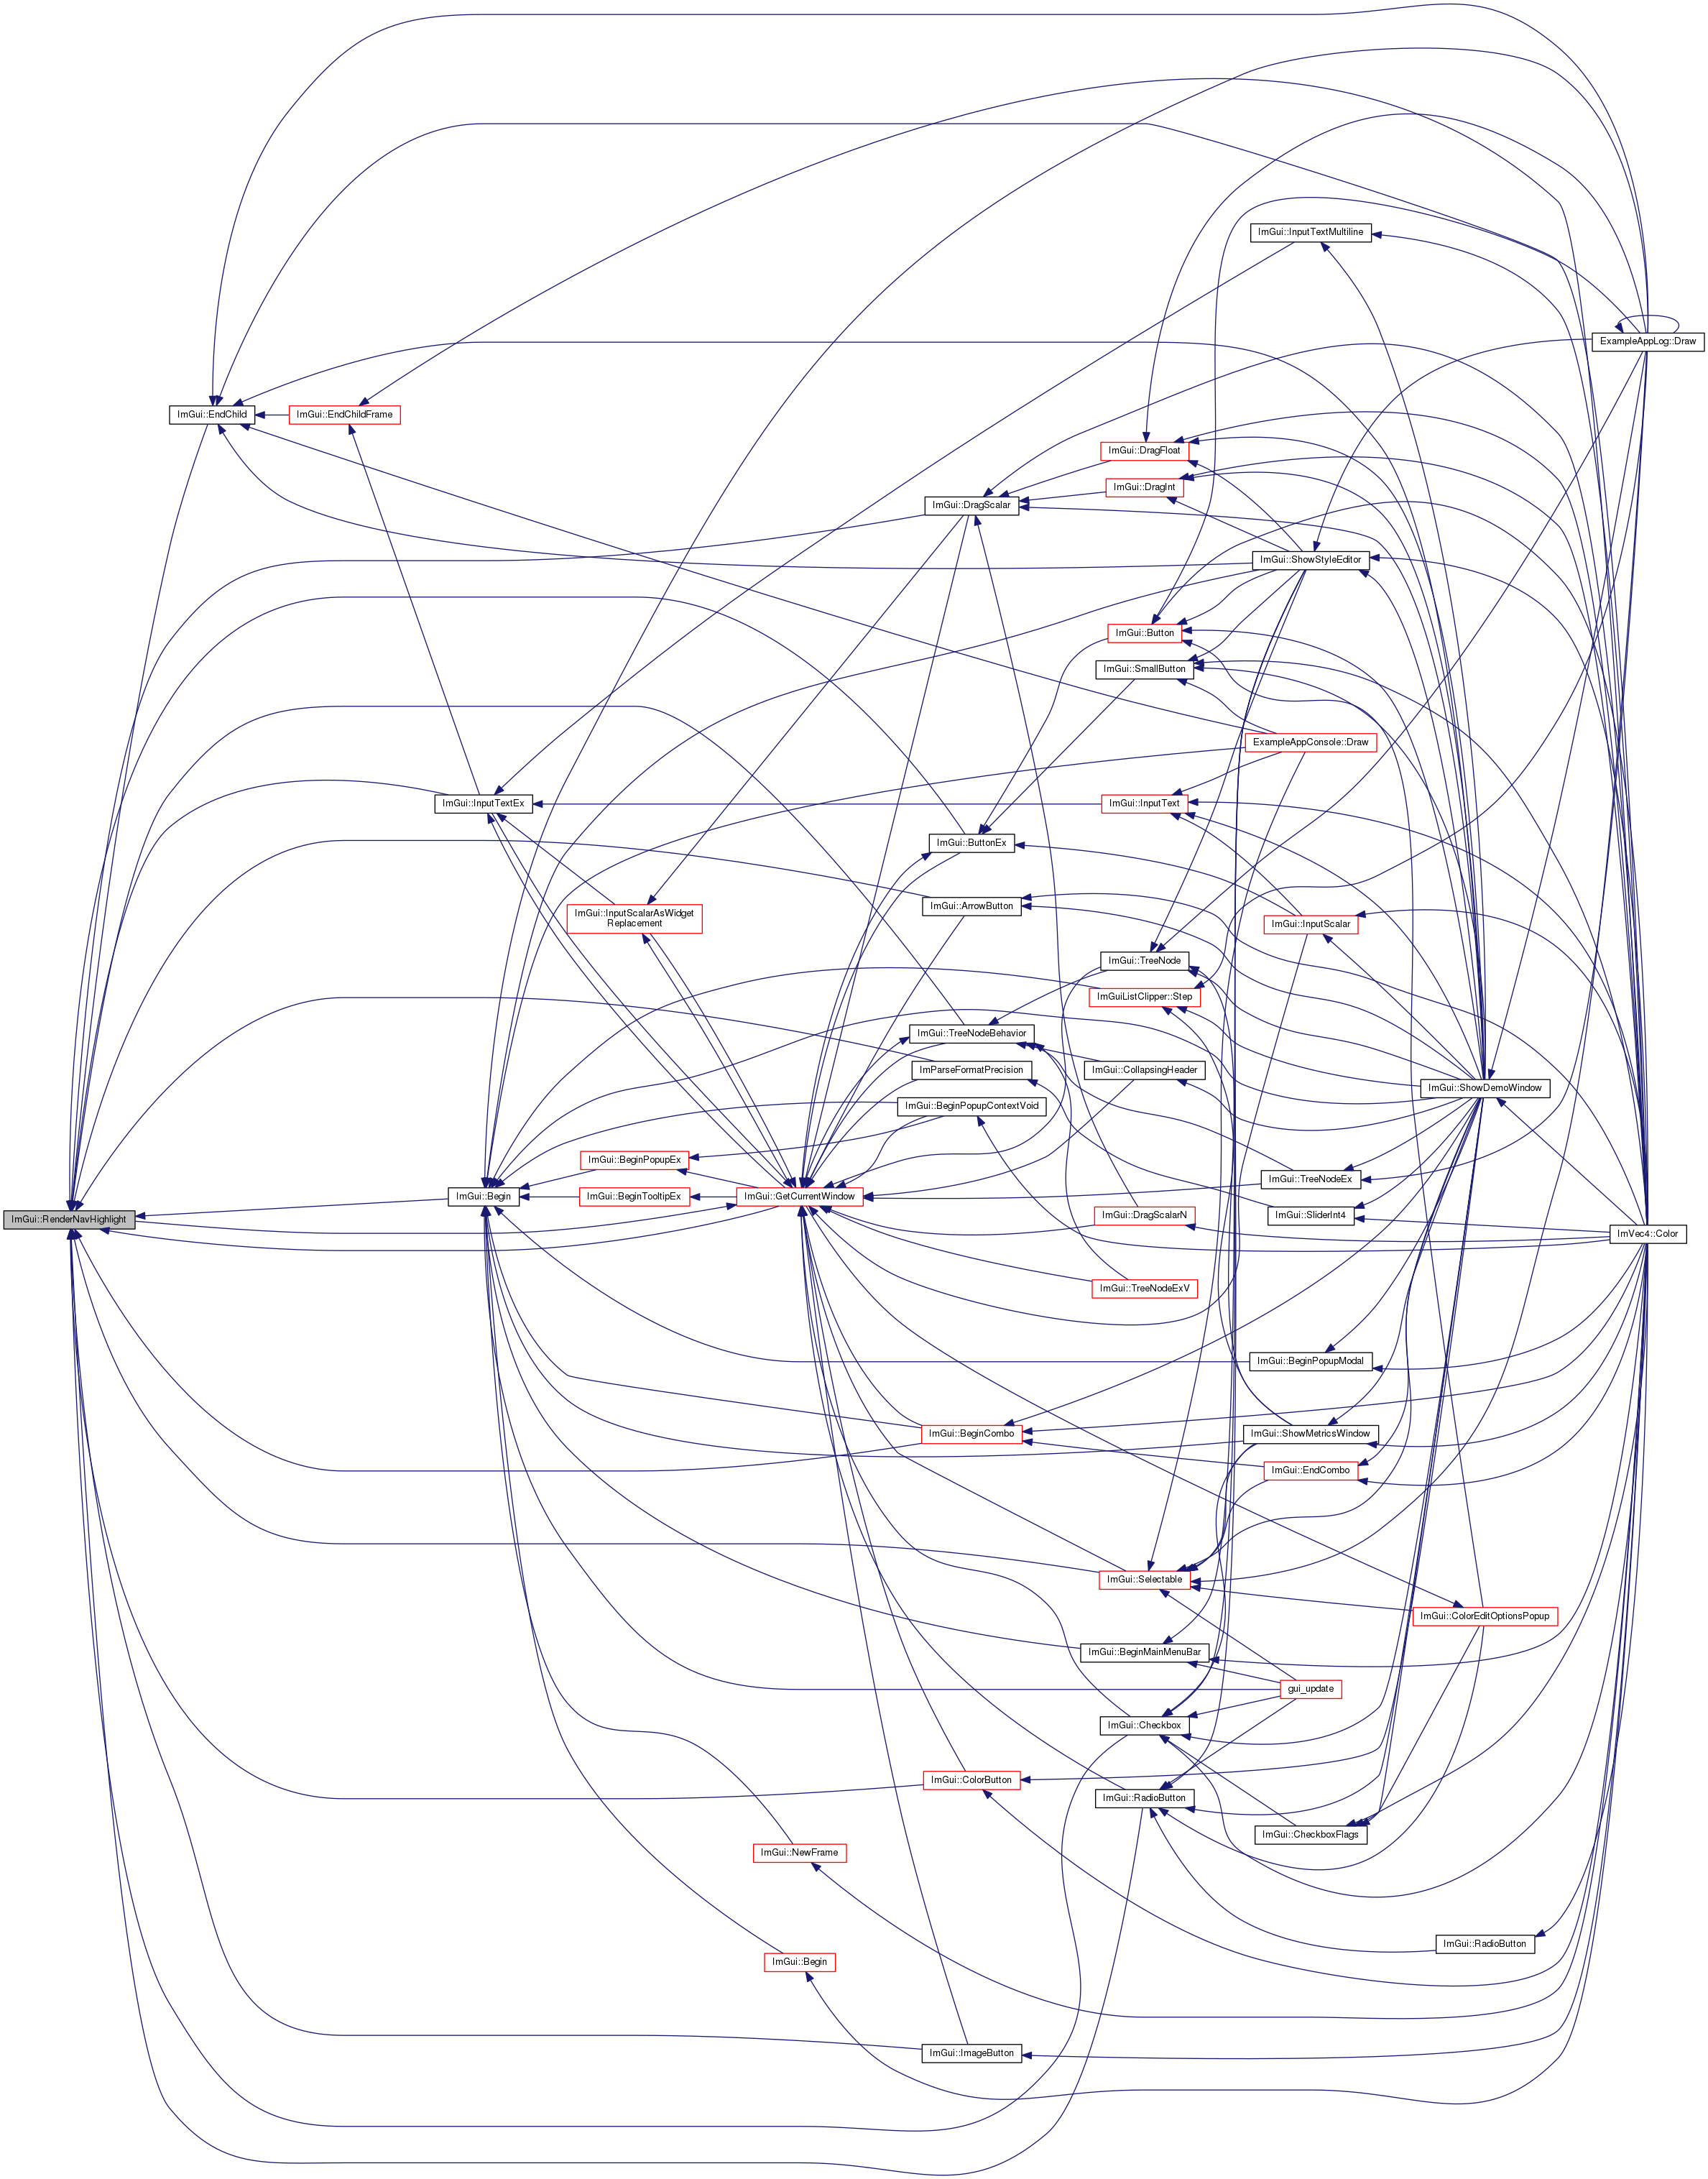 ImGui::InputTextMultiline
ExampleAppLog::Draw
ImGui::EndChild
ImGui::EndChildFrame
ImGui::DragFloat
ImGui::DragInt
ImGui::DragScalar
ImGui::ShowStyleEditor
ImGui::Button
ImGui::SmallButton
ExampleAppConsole::Draw
ImGui::InputTextEx
ImGui::InputText
ImGui::ButtonEx
ImGui::ArrowButton
ImGui::InputScalarAsWidget
Replacement
ImGui::InputScalar
ImGui::TreeNode
ImGuiListClipper::Step
ImGui::TreeNodeBehavior
ImParseFormatPrecision
ImGui::CollapsingHeader
ImGui::ShowDemoWindow
ImGui::BeginPopupContextVoid
ImGui::BeginPopupEx
ImGui::TreeNodeEx
ImGui::Begin
ImGui::BeginTooltipEx
ImGui::GetCurrentWindow
ImGui::RenderNavHighlight
ImGui::DragScalarN
ImGui::SliderInt4
ImVec4::Color
ImGui::TreeNodeExV
ImGui::BeginPopupModal
ImGui::BeginCombo
ImGui::ShowMetricsWindow
ImGui::EndCombo
ImGui::Selectable
ImGui::ColorEditOptionsPopup
ImGui::BeginMainMenuBar
gui_update
ImGui::Checkbox
ImGui::ColorButton
ImGui::RadioButton
ImGui::CheckboxFlags
ImGui::NewFrame
ImGui::RadioButton
ImGui::Begin
ImGui::ImageButton